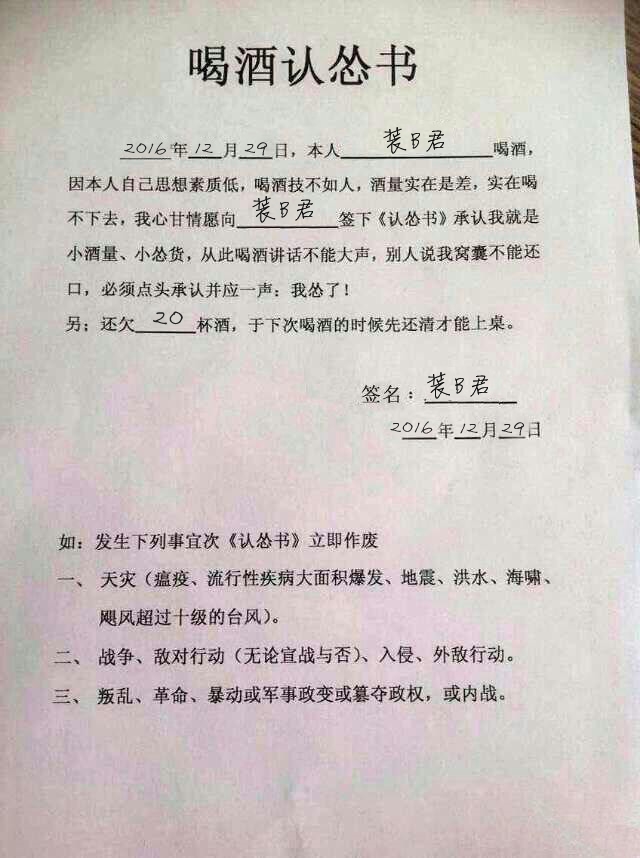 喝酒认怂书
2016年12月29日，本人装B君喝酒，
因本人自己思想素质低，喝酒技不如人，酒量实在是差，实在喝
不下去，我心甘情愿向装B君签下《认怂书》承认我就是
小酒量、小怂货，从此喝酒讲话不能大声，别人说我窝囊不能还
口，必须点头承认并应一声：我怂了！
另；还欠20杯酒，于下次喝酒的时候先还清才能上桌。
签名：装B君
2016年12月29日
如：发生下列事宜次《认怂书》立即作废
一、天灾（瘟疫、流行性疾病大面积爆发、地震、洪水、海啸、
飓风超过十级的台风）。
二、战争、敌对行动（无论宣战与否）、入侵、外敌行动。
三、叛乱、革命、暴动或军事政变或篡夺政权，或内战。